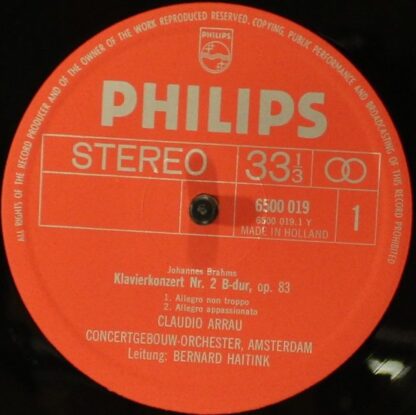 ALL RIGHTS OF THE RECORD PRODUCER AND OF THE OWNER OF THE WORK REPRODUCED RESERVED. COPYING, PUBLIC PERFORMANCE AND BROADCASTING OF THIS RECORD PROHIBITED
PHILIPS
PHILIPS
STEREO 33 1/3
6500 019
6500 019.1 Y
MADE IN HOLLAND
1
Johannes Brahms
Klavierkonzert Nr. 2 B-dur, op. 83
1. Allegro non troppo
2. Allegro appassionato
CLAUDIO ARRAU
CONCERTGEBOUW-ORCHESTER, AMSTERDAM
Leitung: BERNARD HAITINK